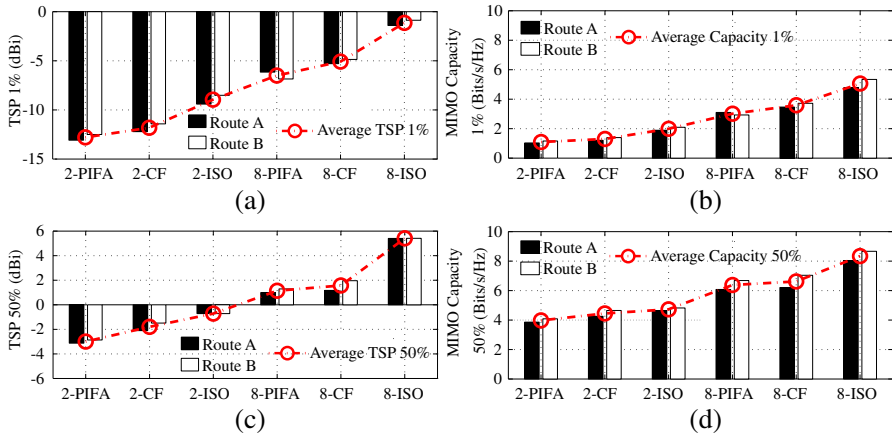 TSP 1% (dBi)
0
-5
-10
-15
Route A
Route B
Average TSP 1%
2-PIFA 2-CF 2-ISO 8-PIFA 8-CF 8-ISO
(a)
MIMO Capacity
1% (Bits/s/Hz)
10
8
6
4
2
0
Route A
Route B
Average Capacity 1%
2-PIFA 2-CF 2-ISO 8-PIFA 8-CF 8-ISO
(b)
TSP 50% (dBi)
6
4
2
0
-2
-4
-6
Route A
Route B
Average TSP 50%
2-PIFA 2-CF 2-ISO 8-PIFA 8-CF 8-ISO
(c)
MIMO Capacity
50% (Bits/s/Hz)
10
8
6
4
2
0
Route A
Route B
Average Capacity 50%
2-PIFA 2-CF 2-ISO 8-PIFA 8-CF 8-ISO
(d)